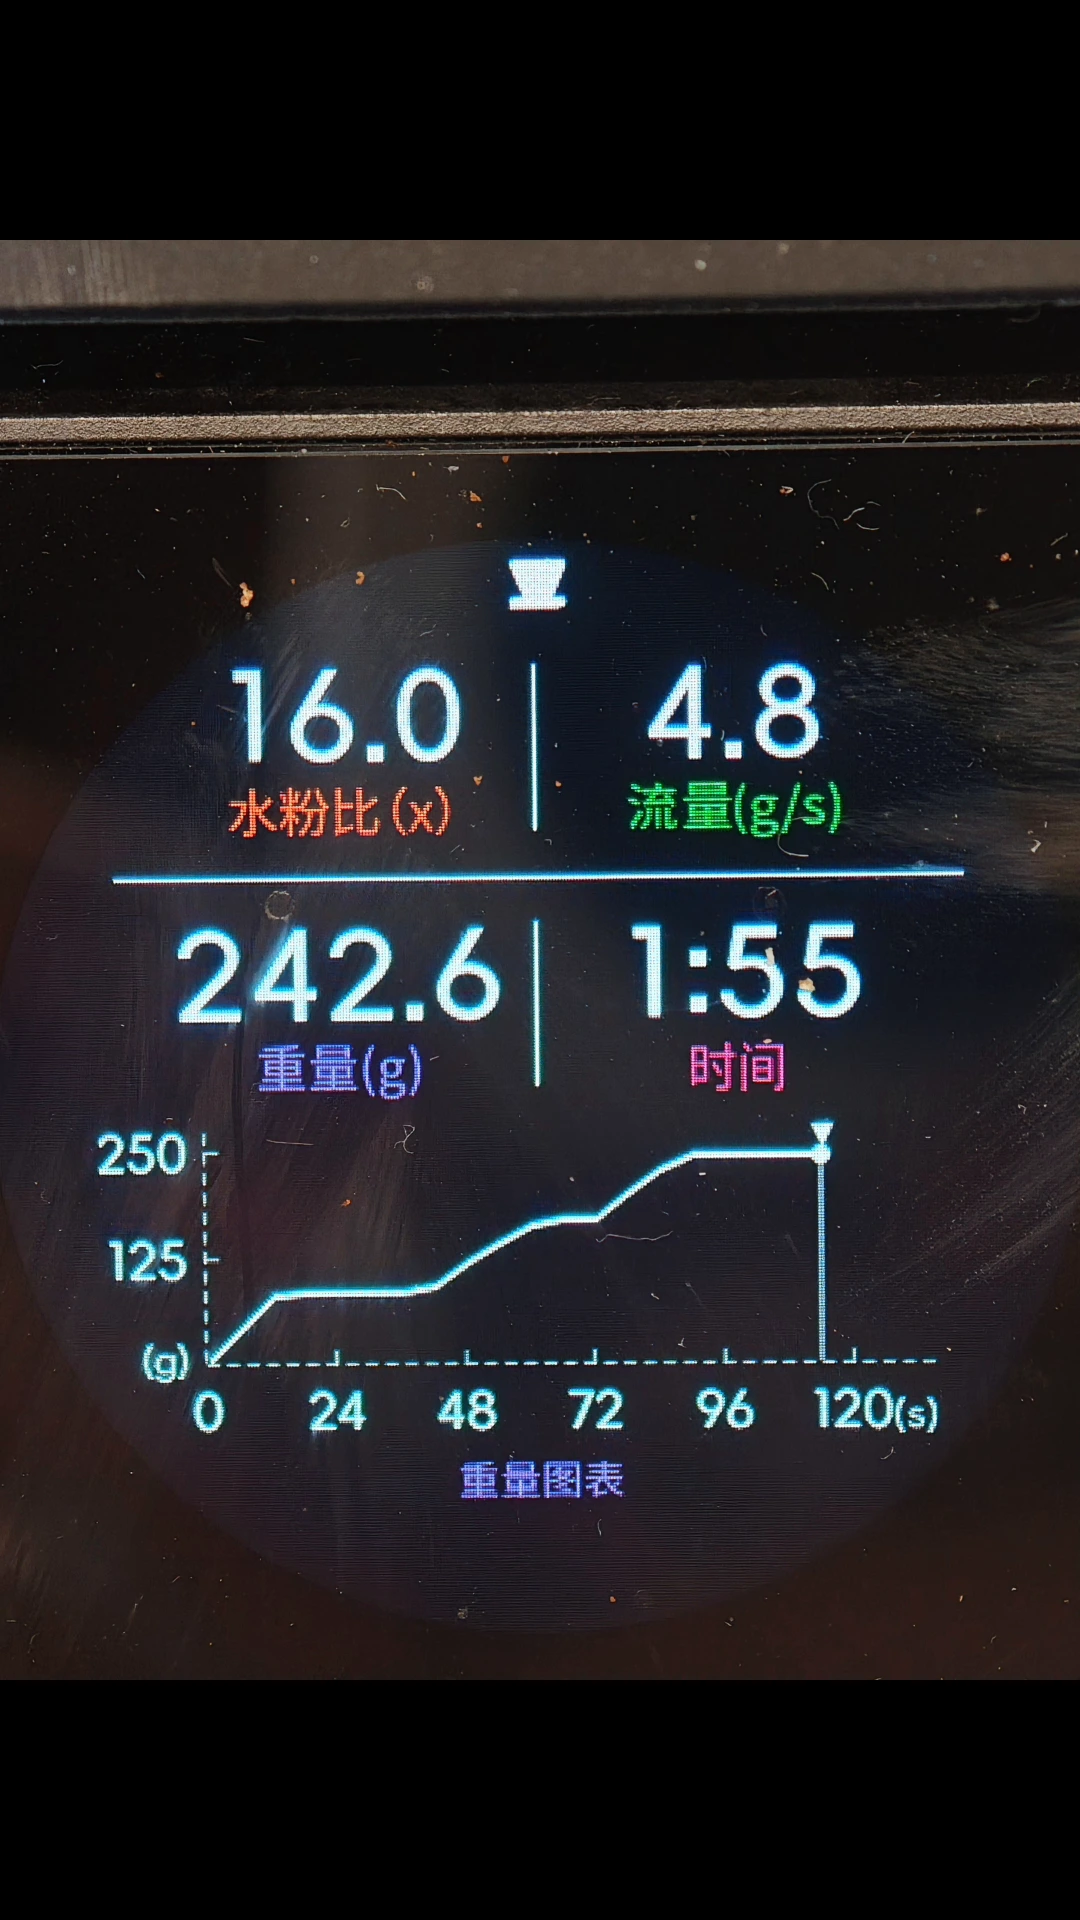 16.0 4.8
水粉比(x) 流量(g/s)
242.6 1:55
重量(g) 时间
250
125
(g)
0 24 48 72 96 120(s)
重量图表